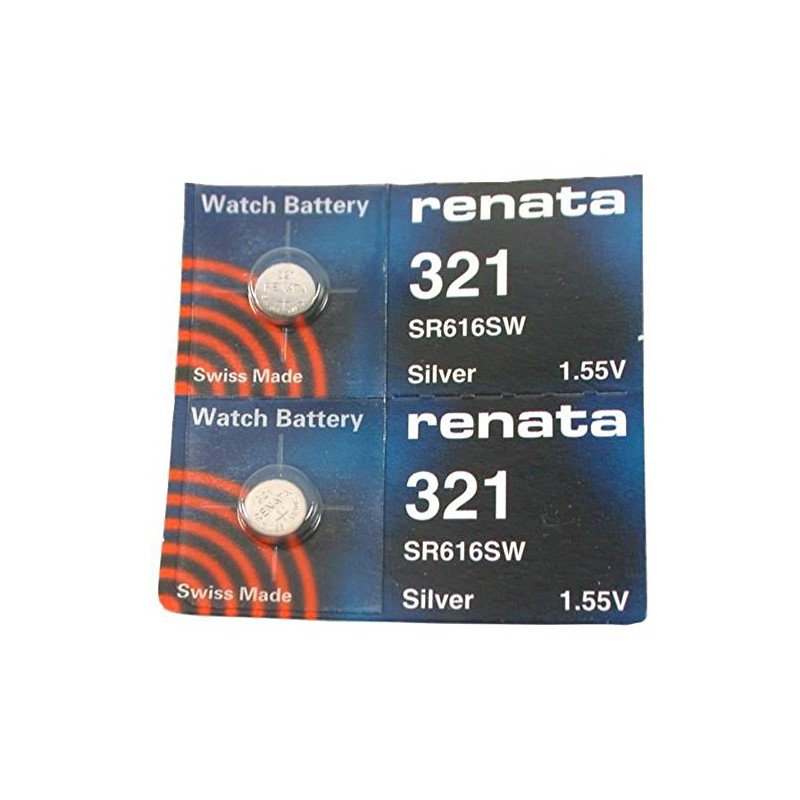 Watch Battery
renata
321
SR616SW
Swiss Made
Silver 1.55V
Watch Battery
renata
321
RENATA
SR616SW
Swiss Made
Silver 1.55V